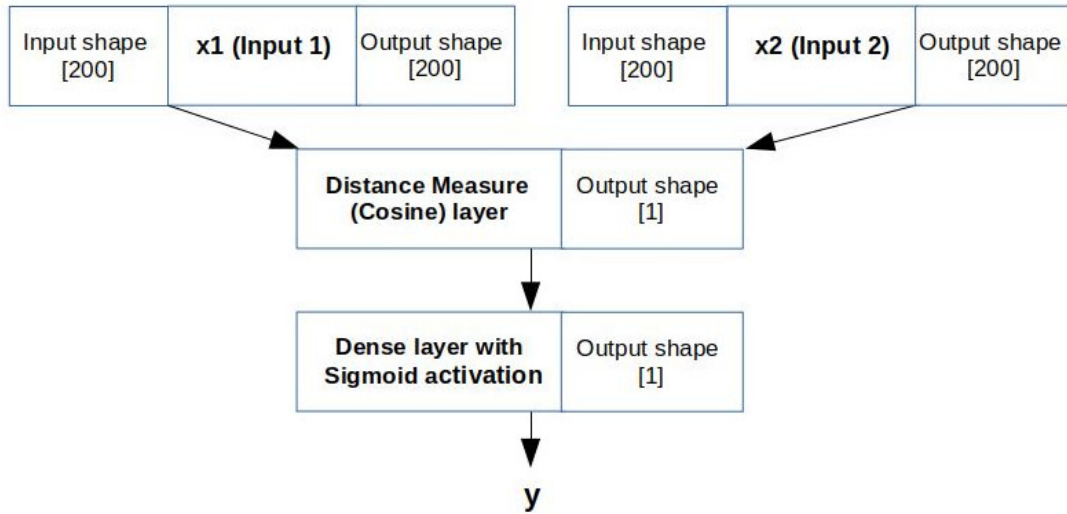 Input shape
[200]
x1 (Input 1)
Output shape
[200]
Input shape
[200]
x2 (Input 2)
Output shape
[200]
Distance Measure
(Cosine) layer
Output shape
[1]
Dense layer with
Sigmoid activation
Output shape
[1]
y